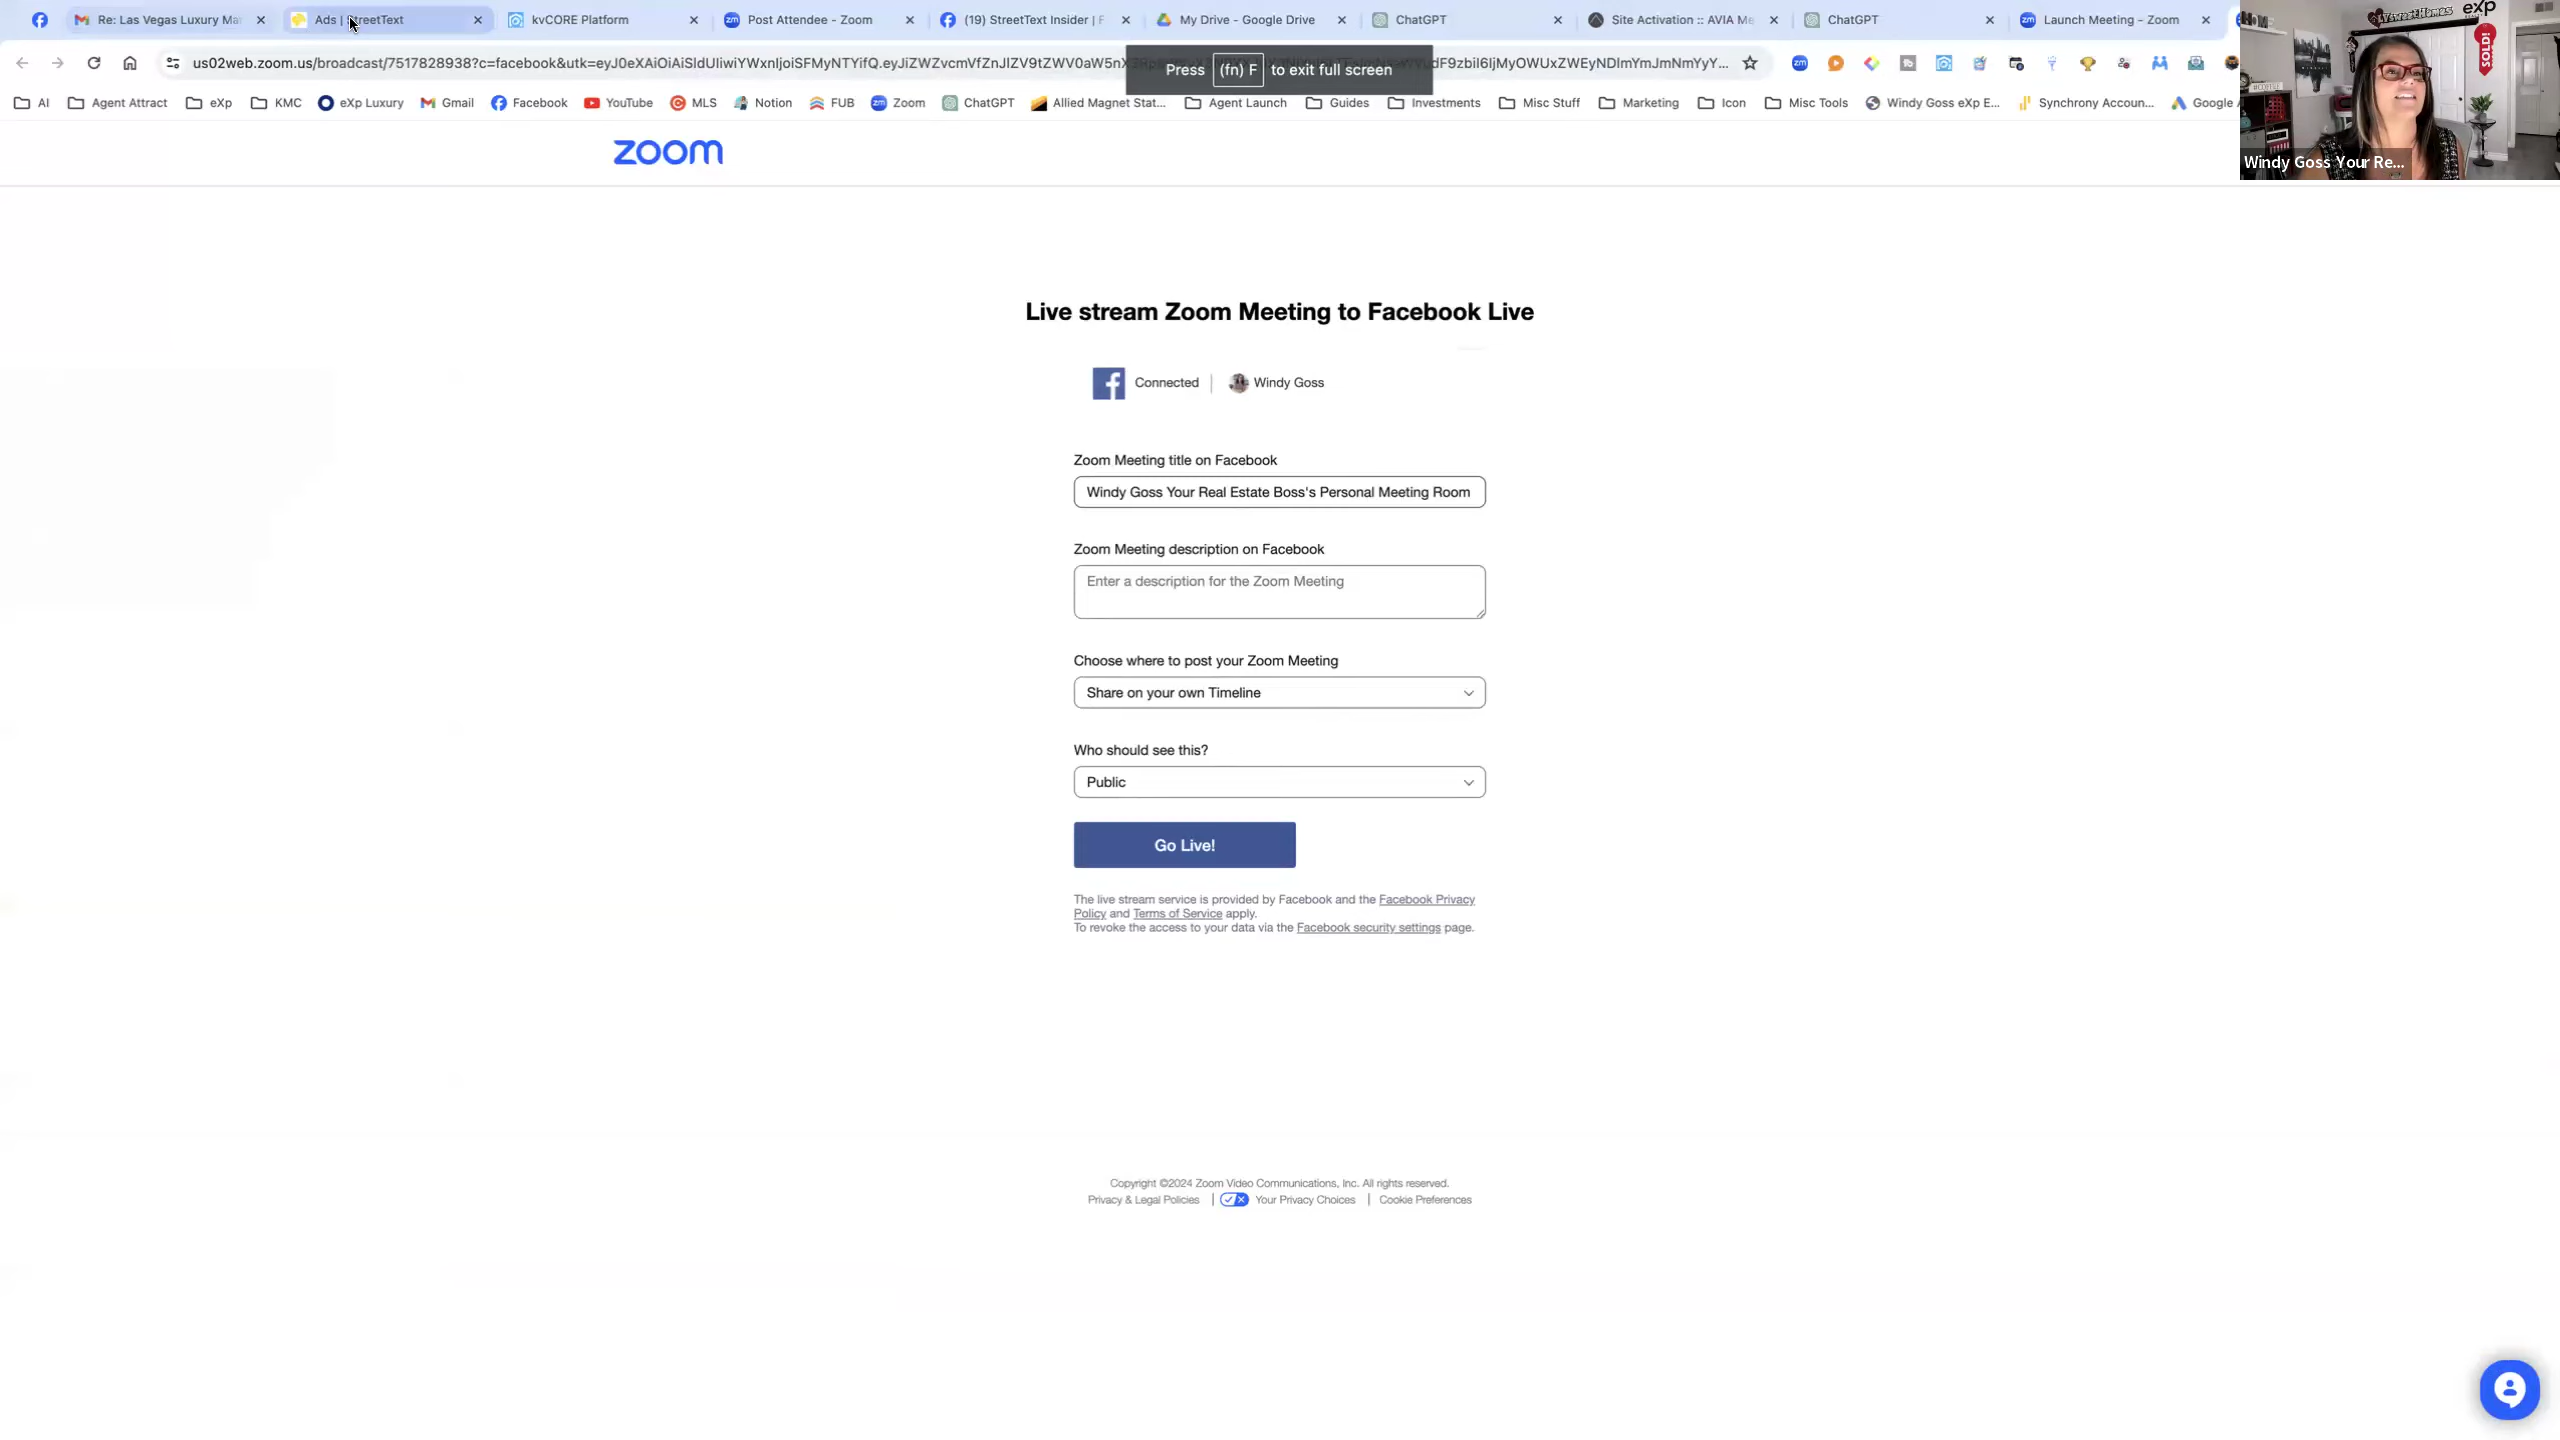 Re: Las Vegas Luxury Ma
Ads | StreetText
kvCORE Platform
Post Attendee - Zoom
(19) StreetText Insider | F
My Drive - Google Drive
ChatGPT
Site Activation :: AVIA Me
ChatGPT
Launch Meeting - Zoom
HOME
eXp
SOLD!
Press (fn) F to exit full screen
AI
Agent Attract
eXp
KMC
eXp Luxury
Gmail
Facebook
YouTube
MLS
Notion
FUB
Zoom
ChatGPT
Allied Magnet Stat...
Agent Launch
Guides
Investments
Misc Stuff
Marketing
Icon
Misc Tools
Windy Goss eXp E...
Synchrony Accoun...
Google A
Windy Goss Your Re...
zoom
Live stream Zoom Meeting to Facebook Live
Connected | Windy Goss
Zoom Meeting title on Facebook
Windy Goss Your Real Estate Boss's Personal Meeting Room
Zoom Meeting description on Facebook
Enter a description for the Zoom Meeting
Choose where to post your Zoom Meeting
Share on your own Timeline
Who should see this?
Public
Go Live!
The live stream service is provided by Facebook and the Facebook Privacy
Policy and Terms of Service apply.
To revoke the access to your data via the Facebook security settings page.
Copyright ©2024 Zoom Video Communications, Inc. All rights reserved.
Privacy & Legal Policies | Your Privacy Choices | Cookie Preferences